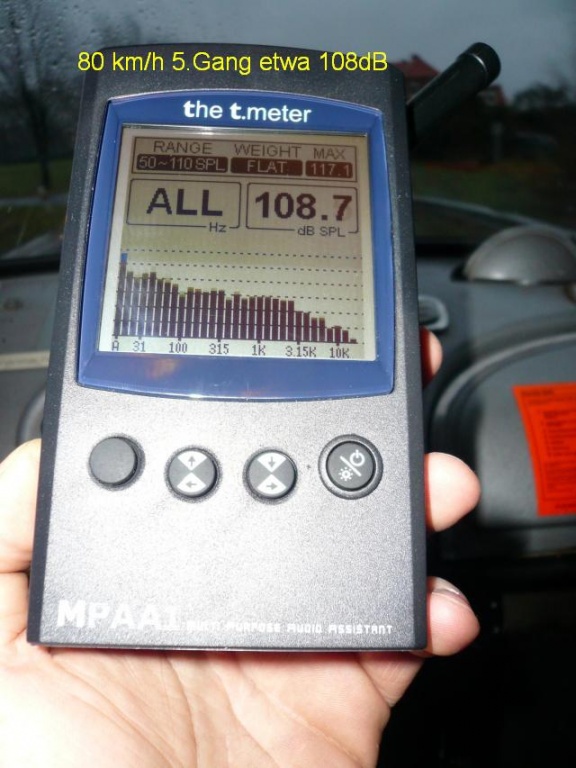 80 km/h 5.Gang etwa 108dB
the t.meter
RANGE WEIGHT MAX
50~110 SPL FLAT 117.1
ALL 108.7
Hz dB SPL
A 31 100 315 1K 3.15K 10K
MPAA1 MULTI PURPOSE AUDIO ASSISTANT